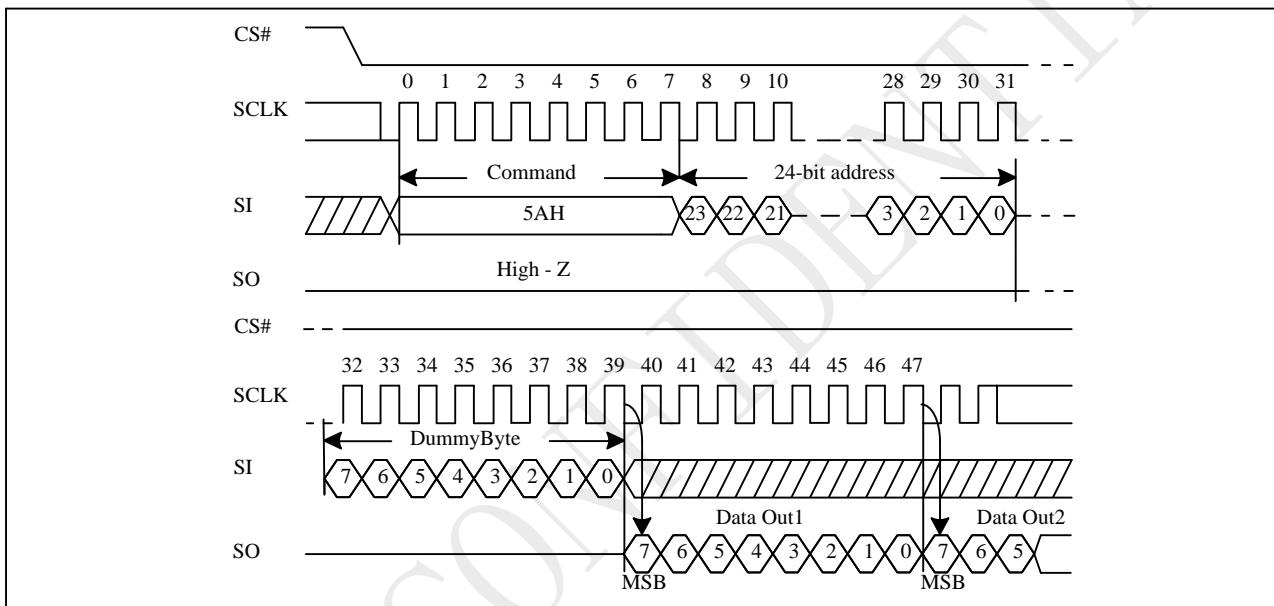 CS#
0 1 2 3 4 5 6 7 8 9 10 28 29 30 31
SCLK
Command 24-bit address
SI 5AH 23 22 21 3 2 1 0
High - Z
SO
CS#
32 33 34 35 36 37 38 39 40 41 42 43 44 45 46 47
SCLK
DummyByte
SI 7 6 5 4 3 2 1 0
Data Out1 Data Out2
SO 7 6 5 4 3 2 1 0 7 6 5
MSB MSB